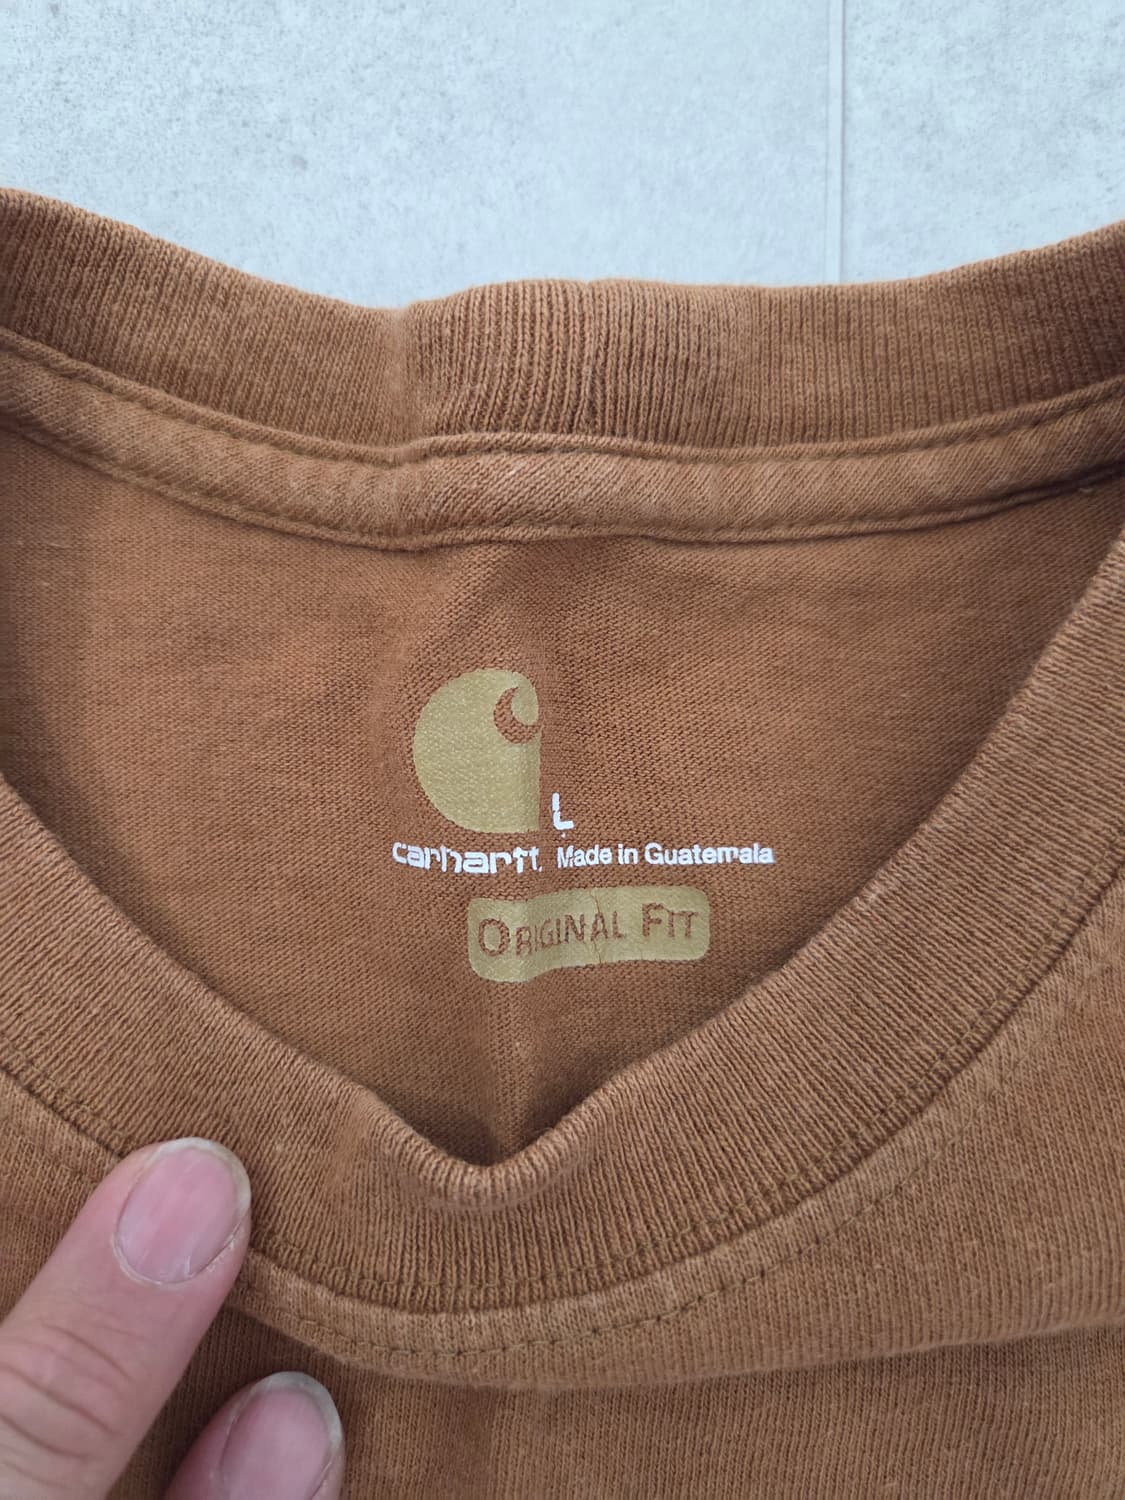 L
carhartt. Made in Guatemala
ORIGINAL FIT